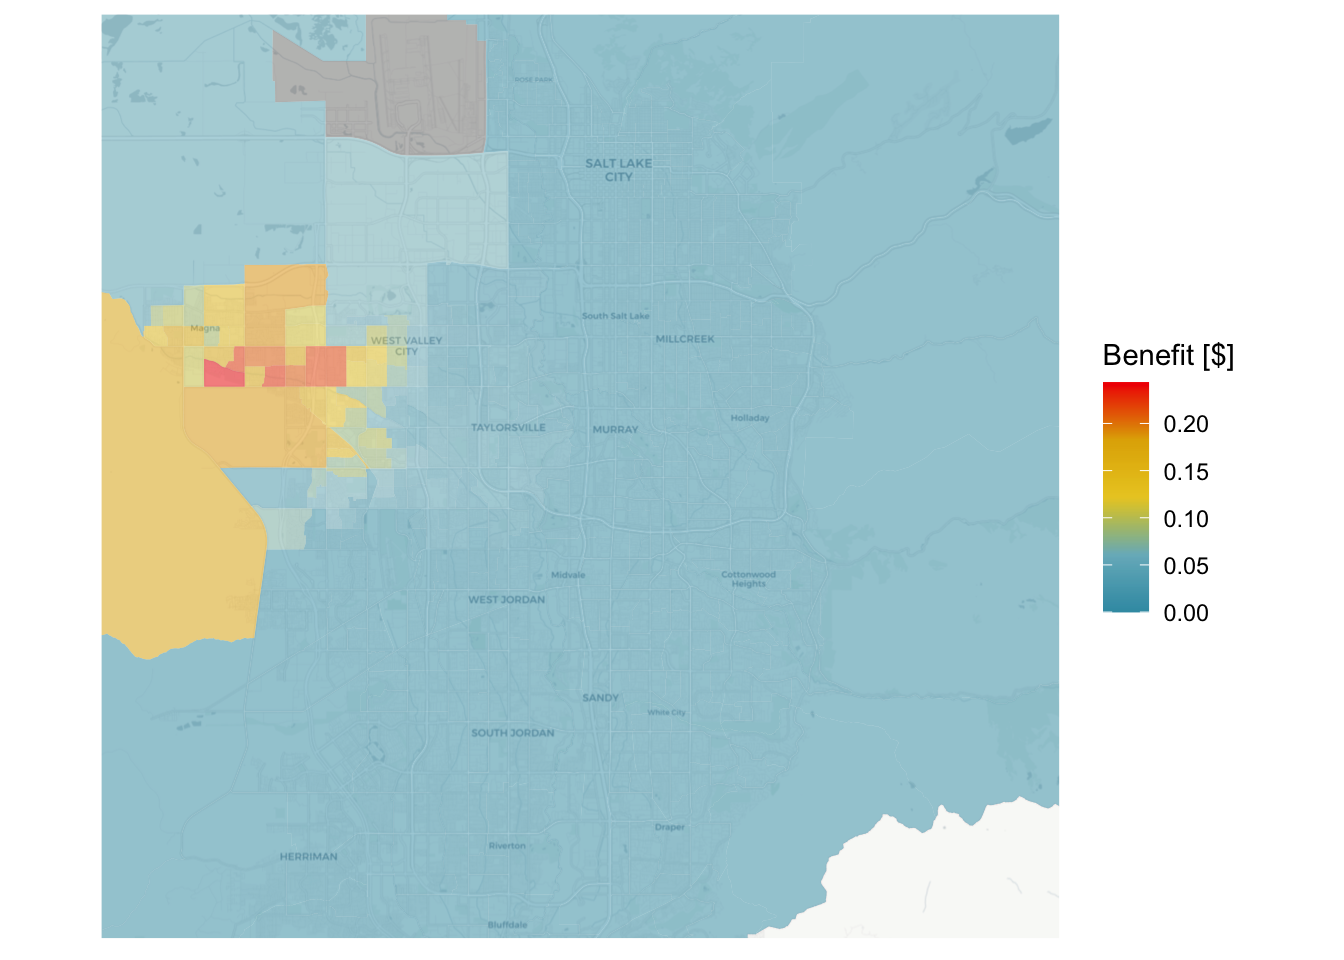 ROSE PARK
SALT LAKE
CITY
South Salt Lake
Magna
WEST VALLEY
CITY
MILLCREEK
Holladay
TAYLORSVILLE
MURRAY
Midvale
Cottonwood
Heights
WEST JORDAN
SANDY
White City
SOUTH JORDAN
Draper
Riverton
HERRIMAN
Bluffdale
Benefit [$]
0.20
0.15
0.10
0.05
0.00